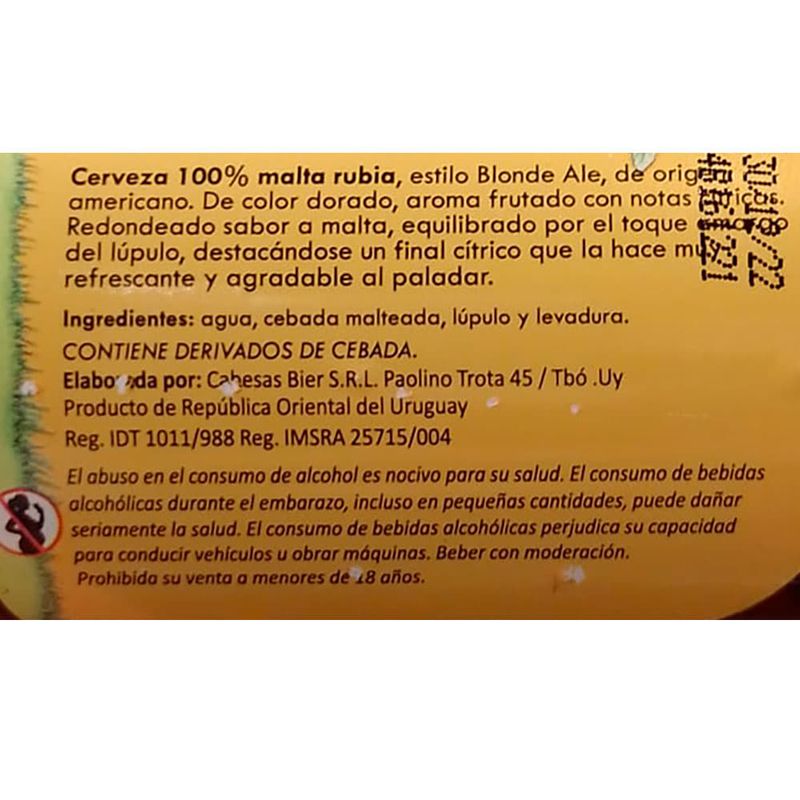 Cerveza 100% malta rubia, estilo Blonde Ale, de origen
americano. De color dorado, aroma frutado con notas cítricas.
Redondeado sabor a malta, equilibrado por el toque amargo
del lúpulo, destacándose un final cítrico que la hace muy
refrescante y agradable al paladar.
Ingredientes: agua, cebada malteada, lúpulo y levadura.
CONTIENE DERIVADOS DE CEBADA.
Elaborada por: Cabesas Bier S.R.L. Paolino Trota 45 / Tbó .Uy
Producto de República Oriental del Uruguay
Reg. IDT 1011/988 Reg. IMSRA 25715/004
El abuso en el consumo de alcohol es nocivo para su salud. El consumo de bebidas
alcohólicas durante el embarazo, incluso en pequeñas cantidades, puede dañar
seriamente la salud. El consumo de bebidas alcohólicas perjudica su capacidad
para conducir vehículos u obrar máquinas. Beber con moderación.
Prohibida su venta a menores de 18 años.